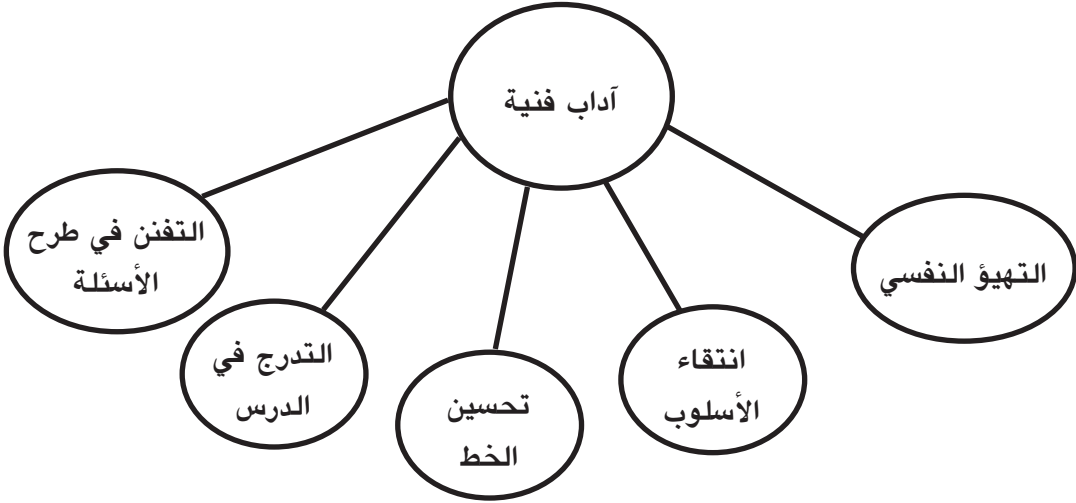 آداب فنية
التهيؤ النفسي
انتقاء
الأسلوب
تحسين
الخط
التدرج في
الدرس
التفنن في طرح
الأسئلة